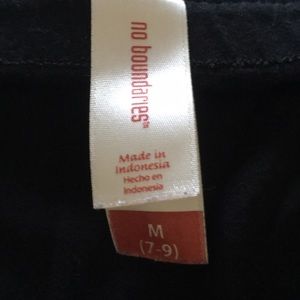 no boundaries™
Made in
Indonesia
Hecho en
Indonesia
M
(7-9)